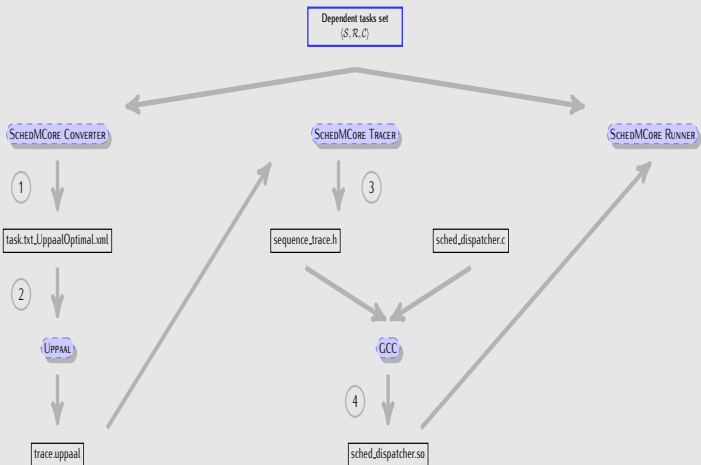 Dependent tasks set
(S,R,C)
SchedMCore Converter
SchedMCore Tracer
SchedMCore Runner
1
3
task.txt_UppaalOptimal.xml
sequence_trace.h
sched_dispatcher.c
2
Uppaal
GCC
4
trace.uppaal
sched_dispatcher.so